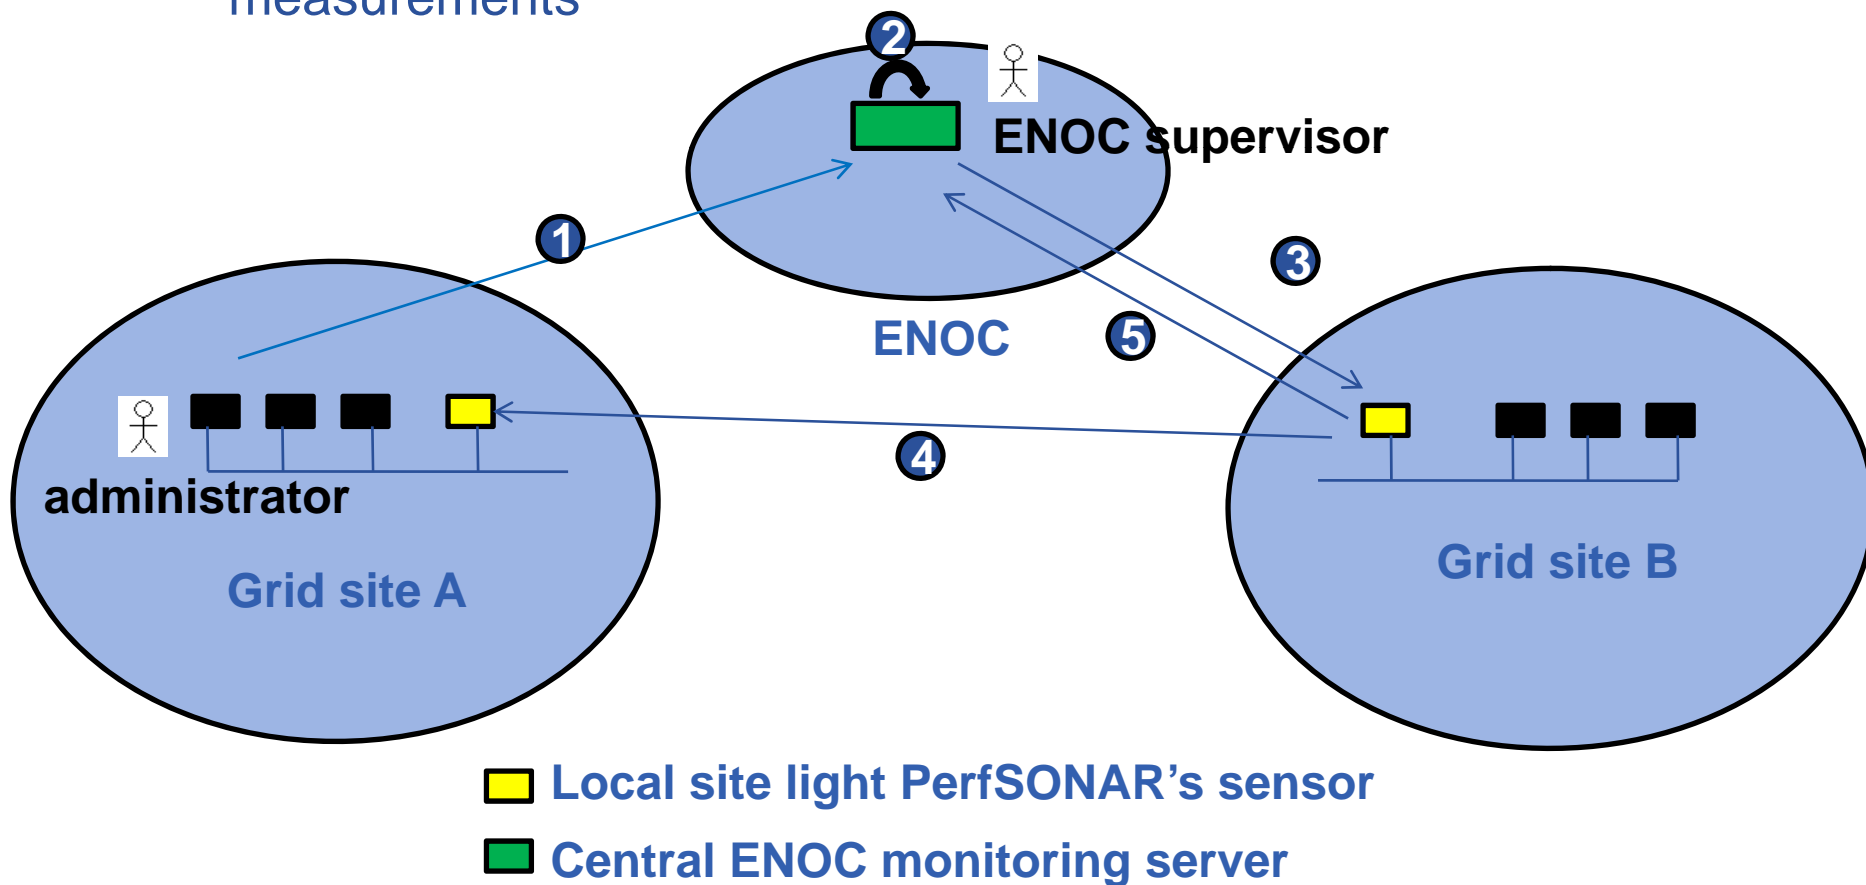 measurements
2
ENOC supervisor
1
3
ENOC
5
4
administrator
Grid site A
Grid site B
Local site light PerfSONAR’s sensor
Central ENOC monitoring server